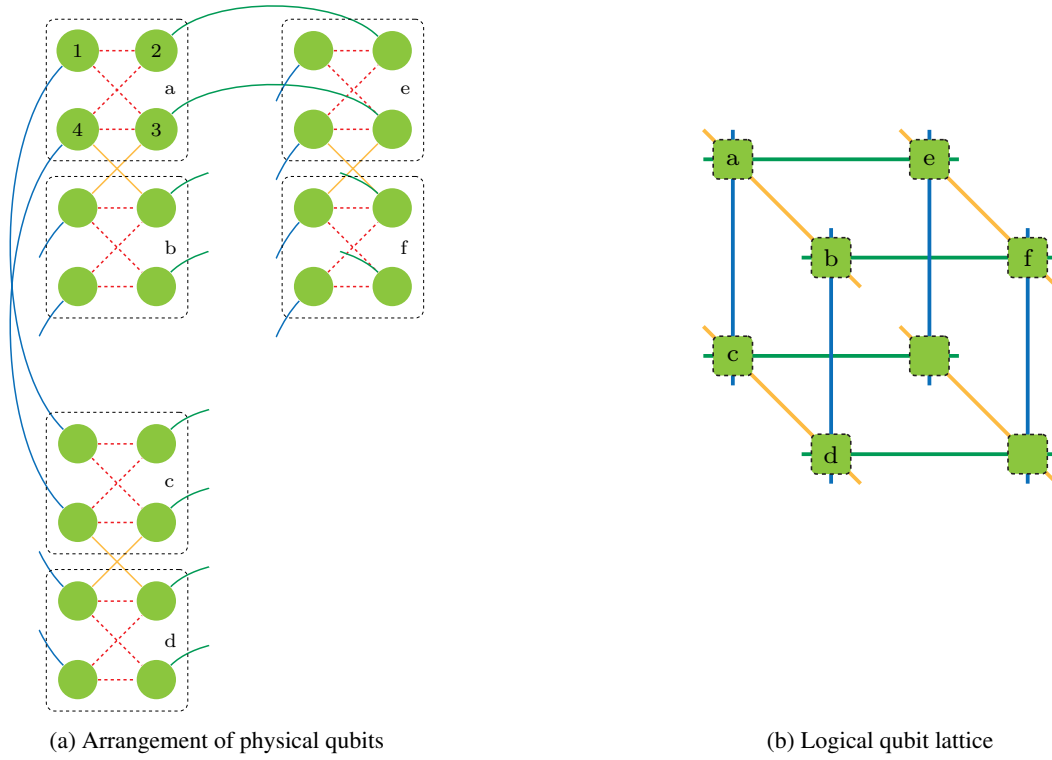 1 2
a
4 3
e
b
f
c
d
(a) Arrangement of physical qubits
a e
b f
c
d
(b) Logical qubit lattice